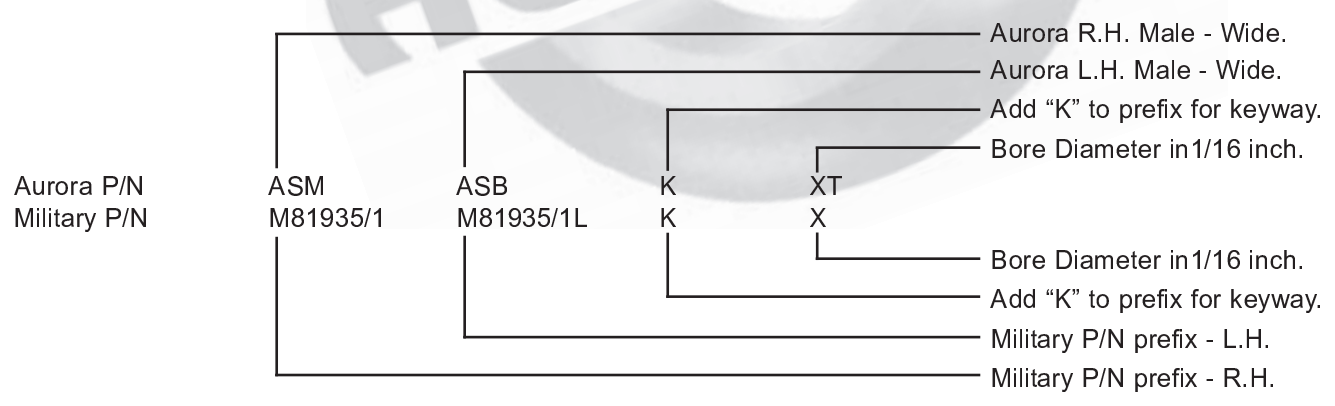 Aurora R.H. Male - Wide.
Aurora L.H. Male - Wide.
Add “K” to prefix for keyway.
Bore Diameter in1/16 inch.
Aurora P/N ASM ASB K XT
Military P/N M81935/1 M81935/1L K X
Bore Diameter in1/16 inch.
Add “K” to prefix for keyway.
Military P/N prefix - L.H.
Military P/N prefix - R.H.